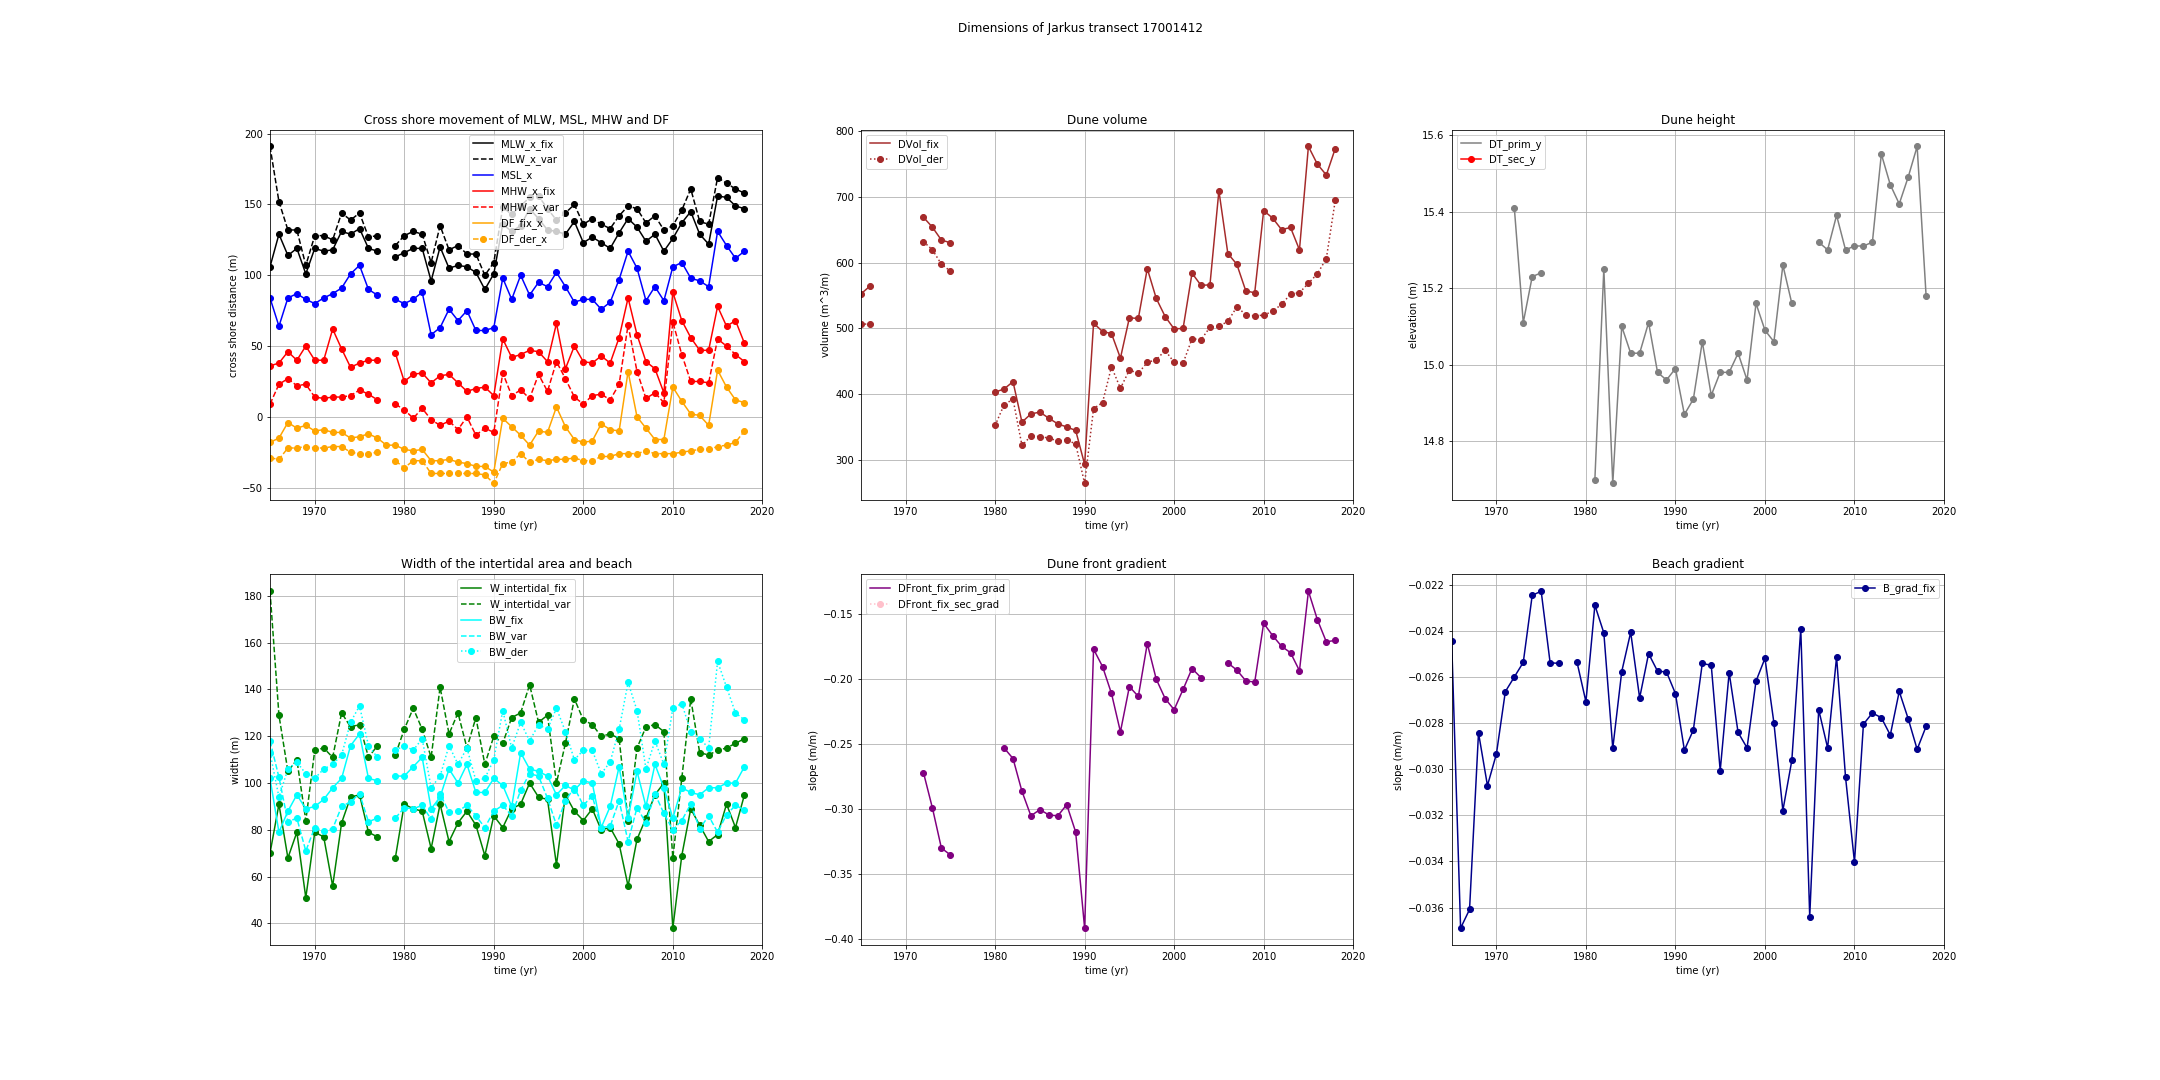 Dimensions of Jarkus transect 17001412
Cross shore movement of MLW, MSL, MHW and DF
cross shore distance (m)
200
150
100
50
0
−50
MLW_x_fix
MLW_x_var
MSL_x
MHW_x_fix
MHW_x_var
DF_fix_x
DF_der_x
1970 1980 1990 2000 2010 2020
time (yr)
Dune volume
volume (m^3/m)
800
700
600
500
400
300
DVol_fix
DVol_der
1970 1980 1990 2000 2010 2020
time (yr)
Dune height
elevation (m)
15.6
15.4
15.2
15.0
14.8
DT_prim_y
DT_sec_y
1970 1980 1990 2000 2010 2020
time (yr)
Width of the intertidal area and beach
width (m)
180
160
140
120
100
80
60
40
W_intertidal_fix
W_intertidal_var
BW_fix
BW_var
BW_der
1970 1980 1990 2000 2010 2020
time (yr)
Dune front gradient
slope (m/m)
−0.15
−0.20
−0.25
−0.30
−0.35
−0.40
DFront_fix_prim_grad
DFront_fix_sec_grad
1970 1980 1990 2000 2010 2020
time (yr)
Beach gradient
slope (m/m)
−0.022
−0.024
−0.026
−0.028
−0.030
−0.032
−0.034
−0.036
B_grad_fix
1970 1980 1990 2000 2010 2020
time (yr)